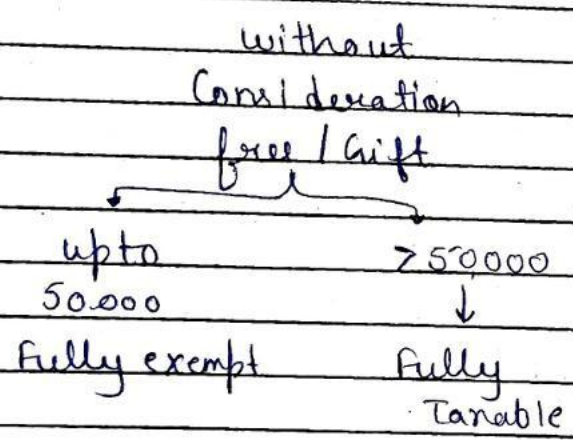 without
Consideration
free / Gift
upto >50,000
50.000 ↓
Fully exempt Fully
Taxable